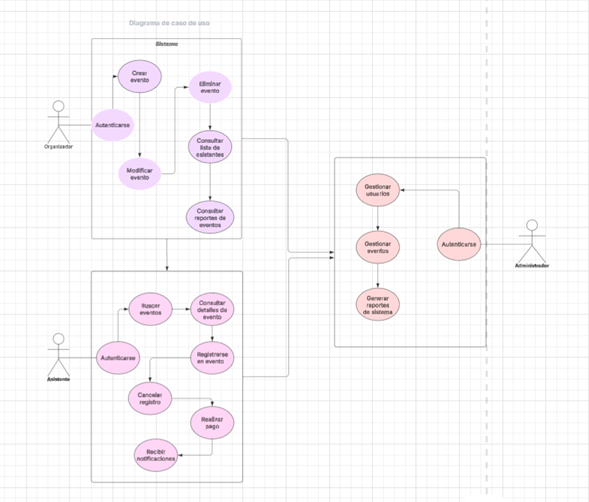 Diagrama de caso de uso
Sistema
Crear
evento
Eliminar
evento
Autenticarse
Organizador
Consultar
lista de
asistentes
Modificar
evento
Consultar
reportes de
eventos
Gestionar
usuarios
Gestionar
eventos
Autenticarse
Administrador
Generar
reportes
de sistema
Buscar
eventos
Consultar
detalles de
evento
Autenticarse
Asistente
Registrarse
en evento
Cancelar
registro
Realizar
pago
Recibir
notificaciones